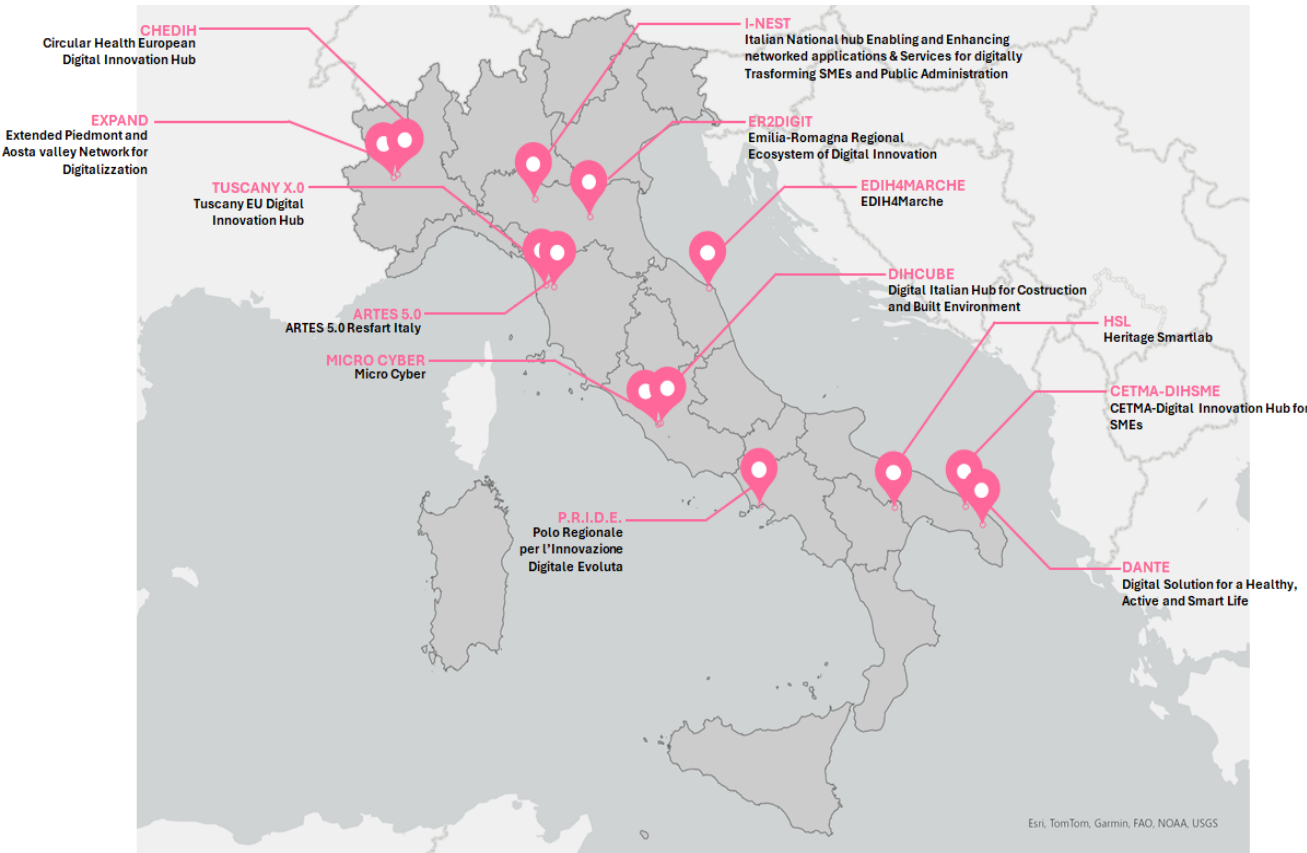 CHEDIH
Circular Health European
Digital Innovation Hub
EXPAND
Extended Piedmont and
Aosta valley Network for
Digitalizzation
TUSCANY X.0
Tuscany EU Digital
Innovation Hub
ARTES 5.0
ARTES 5.0 Resfart Italy
MICRO CYBER
Micro Cyber
P.R.I.D.E.
Polo Regionale
per l'Innovazione
Digitale Evoluta
I-NEST
Italian National hub Enabling and Enhancing
networked applications & Services for digitally
Trasforming SMEs and Public Administration
ER2DIGIT
Emilia-Romagna Regional
Ecosystem of Digital Innovation
EDIH4MARCHE
EDIH4Marche
DIHCUBE
Digital Italian Hub for Costruction
and Built Environment
HSL
Heritage Smartlab
CETMA-DIHSME
CETMA-Digital Innovation Hub for
SMEs
DANTE
Digital Solution for a Healthy,
Active and Smart Life
Esri, TomTom, Garmin, FAO, NOAA, USGS